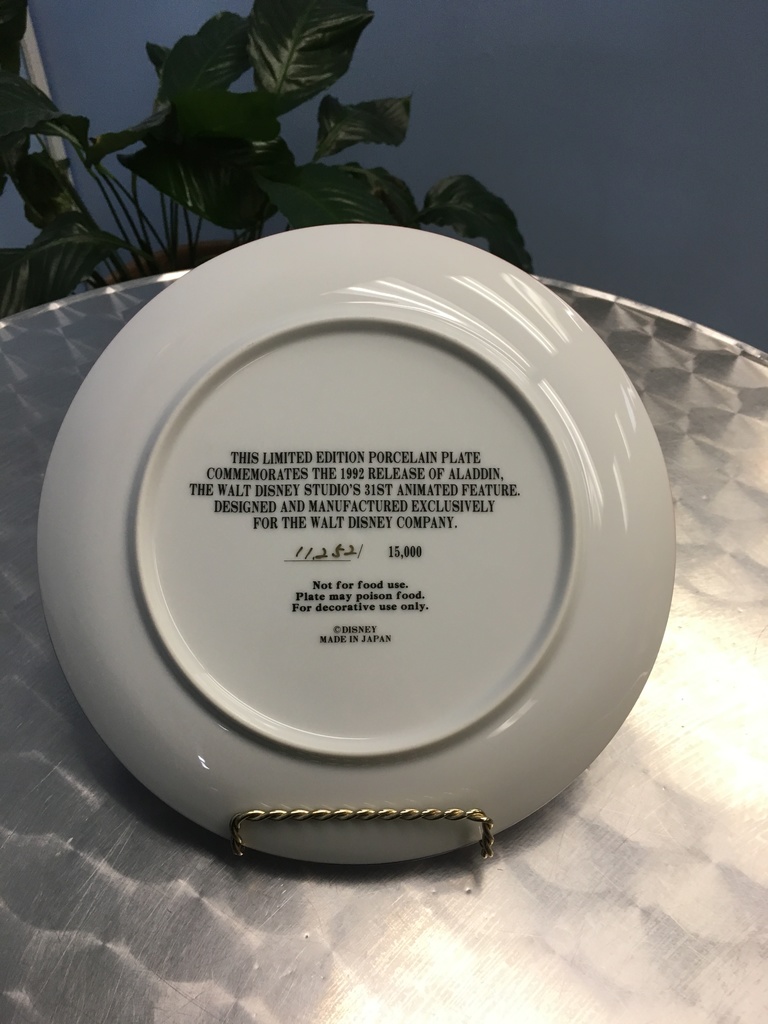 THIS LIMITED EDITION PORCELAIN PLATE
COMMEMORATES THE 1992 RELEASE OF ALADDIN,
THE WALT DISNEY STUDIO'S 31ST ANIMATED FEATURE.
DESIGNED AND MANUFACTURED EXCLUSIVELY
FOR THE WALT DISNEY COMPANY.
11,252/ 15,000
Not for food use.
Plate may poison food.
For decorative use only.
©DISNEY
MADE IN JAPAN